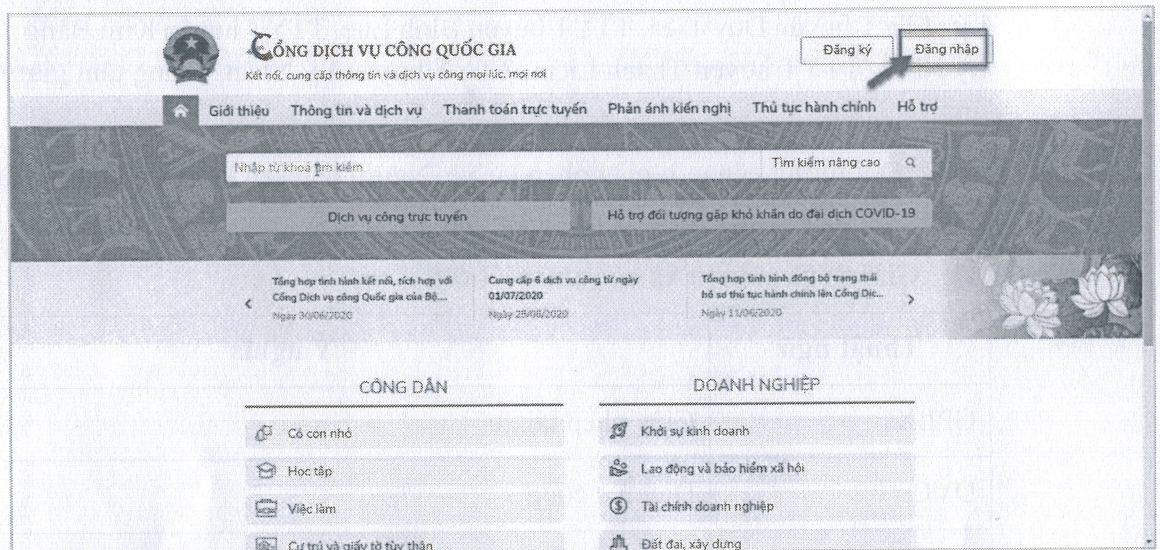 CỔNG DỊCH VỤ CÔNG QUỐC GIA
Kết nối, cung cấp thông tin và dịch vụ công mọi lúc, mọi nơi
Đăng ký
Đăng nhập
Giới thiệu Thông tin và dịch vụ Thanh toán trực tuyến Phản ánh kiến nghị Thủ tục hành chính Hỗ trợ
Nhập từ khoá tìm kiếm
Tìm kiếm nâng cao
Dịch vụ công trực tuyến
Hỗ trợ đối tượng gặp khó khăn do đại dịch COVID-19
Tổng hợp tình hình kết nối, tích hợp với
Cổng Dịch vụ công Quốc gia của Bộ....
Ngày 30/06/2020
Cung cấp 6 dịch vụ công từ ngày
01/07/2020
Ngày 25/06/2020
Tổng hợp tình hình đồng bộ trạng thái
hồ sơ thủ tục hành chính lên Cổng Dịc...
Ngày 11/06/2020
CÔNG DÂN
Có con nhỏ
Học tập
Việc làm
Cư trú và giấy tờ tùy thân
DOANH NGHIỆP
Khởi sự kinh doanh
Lao động và bảo hiểm xã hội
Tài chính doanh nghiệp
Đất đai, xây dựng